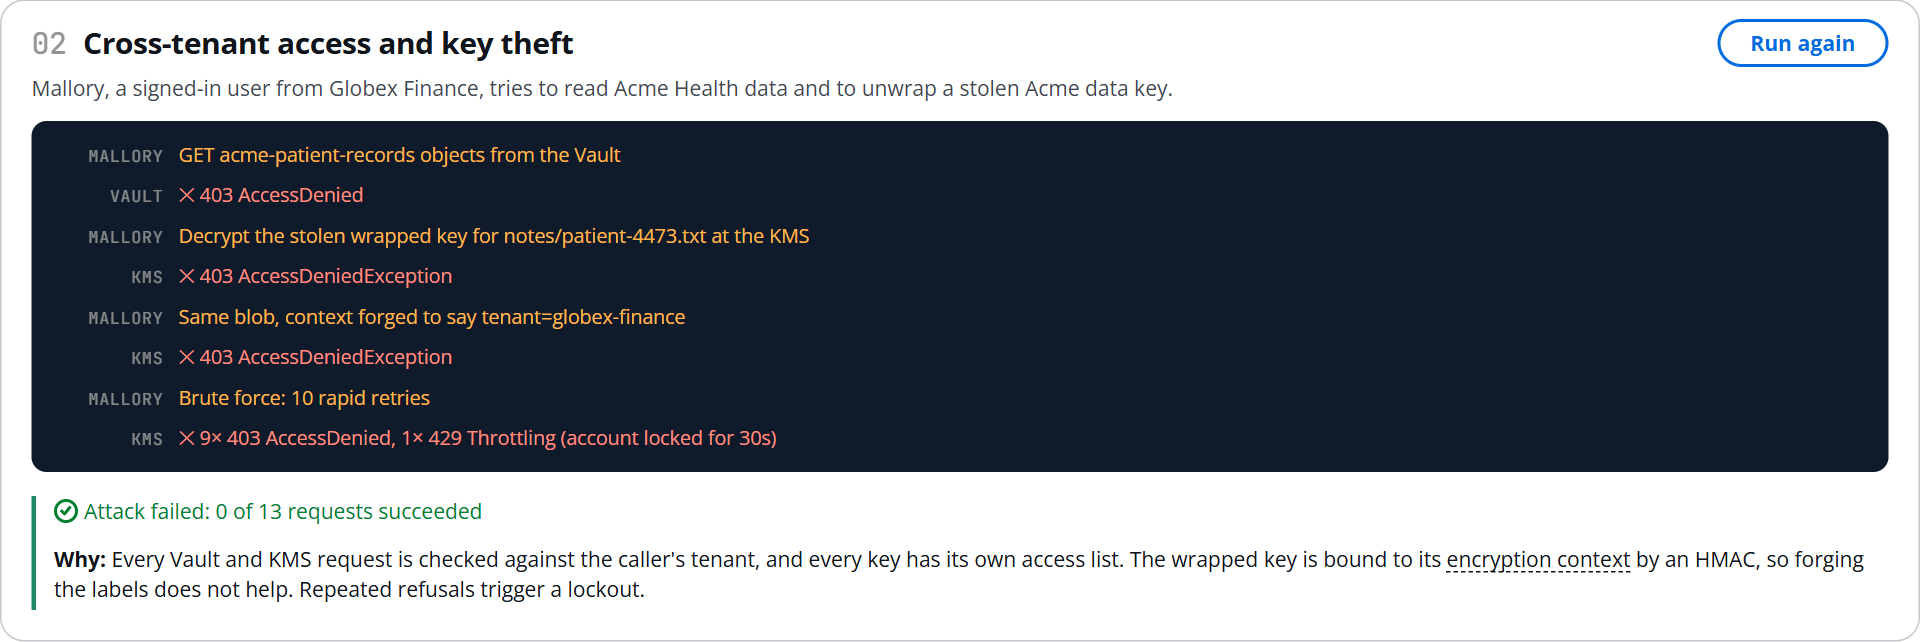 02 Cross-tenant access and key theft
Run again
Mallory, a signed-in user from Globex Finance, tries to read Acme Health data and to unwrap a stolen Acme data key.
MALLORY GET acme-patient-records objects from the Vault
VAULT ✕ 403 AccessDenied
MALLORY Decrypt the stolen wrapped key for notes/patient-4473.txt at the KMS
KMS ✕ 403 AccessDeniedException
MALLORY Same blob, context forged to say tenant=globex-finance
KMS ✕ 403 AccessDeniedException
MALLORY Brute force: 10 rapid retries
KMS ✕ 9× 403 AccessDenied, 1× 429 Throttling (account locked for 30s)
Attack failed: 0 of 13 requests succeeded
Why: Every Vault and KMS request is checked against the caller's tenant, and every key has its own access list. The wrapped key is bound to its encryption context by an HMAC, so forging
the labels does not help. Repeated refusals trigger a lockout.